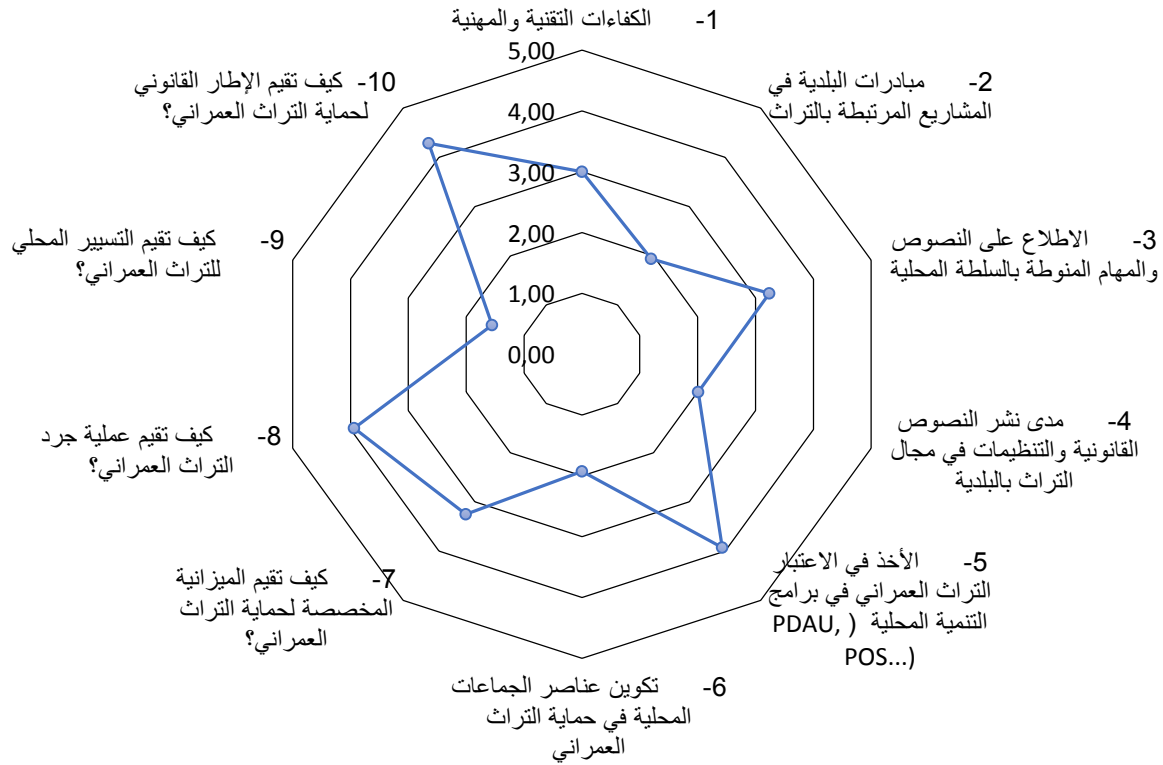 1- الكفاءات التقنية والمهنية
2- مبادرات البلدية في
المشاريع المرتبطة بالتراث
3- الاطلاع على النصوص
والمهام المنوطة بالسلطة المحلية
4- مدى نشر النصوص
القانونية والتنظيمات في مجال
التراث بالبلدية
5- الأخذ في الاعتبار
التراث العمراني في برامج
التنمية المحلية ( PDAU,
POS...)
6- تكوين عناصر الجماعات
المحلية في حماية التراث
العمراني
7- كيف تقيم الميزانية
المخصصة لحماية التراث
العمراني؟
8- كيف تقيم عملية جرد
التراث العمراني؟
9- كيف تقيم التسيير المحلي
للتراث العمراني؟
10- كيف تقيم الإطار القانوني
لحماية التراث العمراني؟
5,00
4,00
3,00
2,00
1,00
0,00